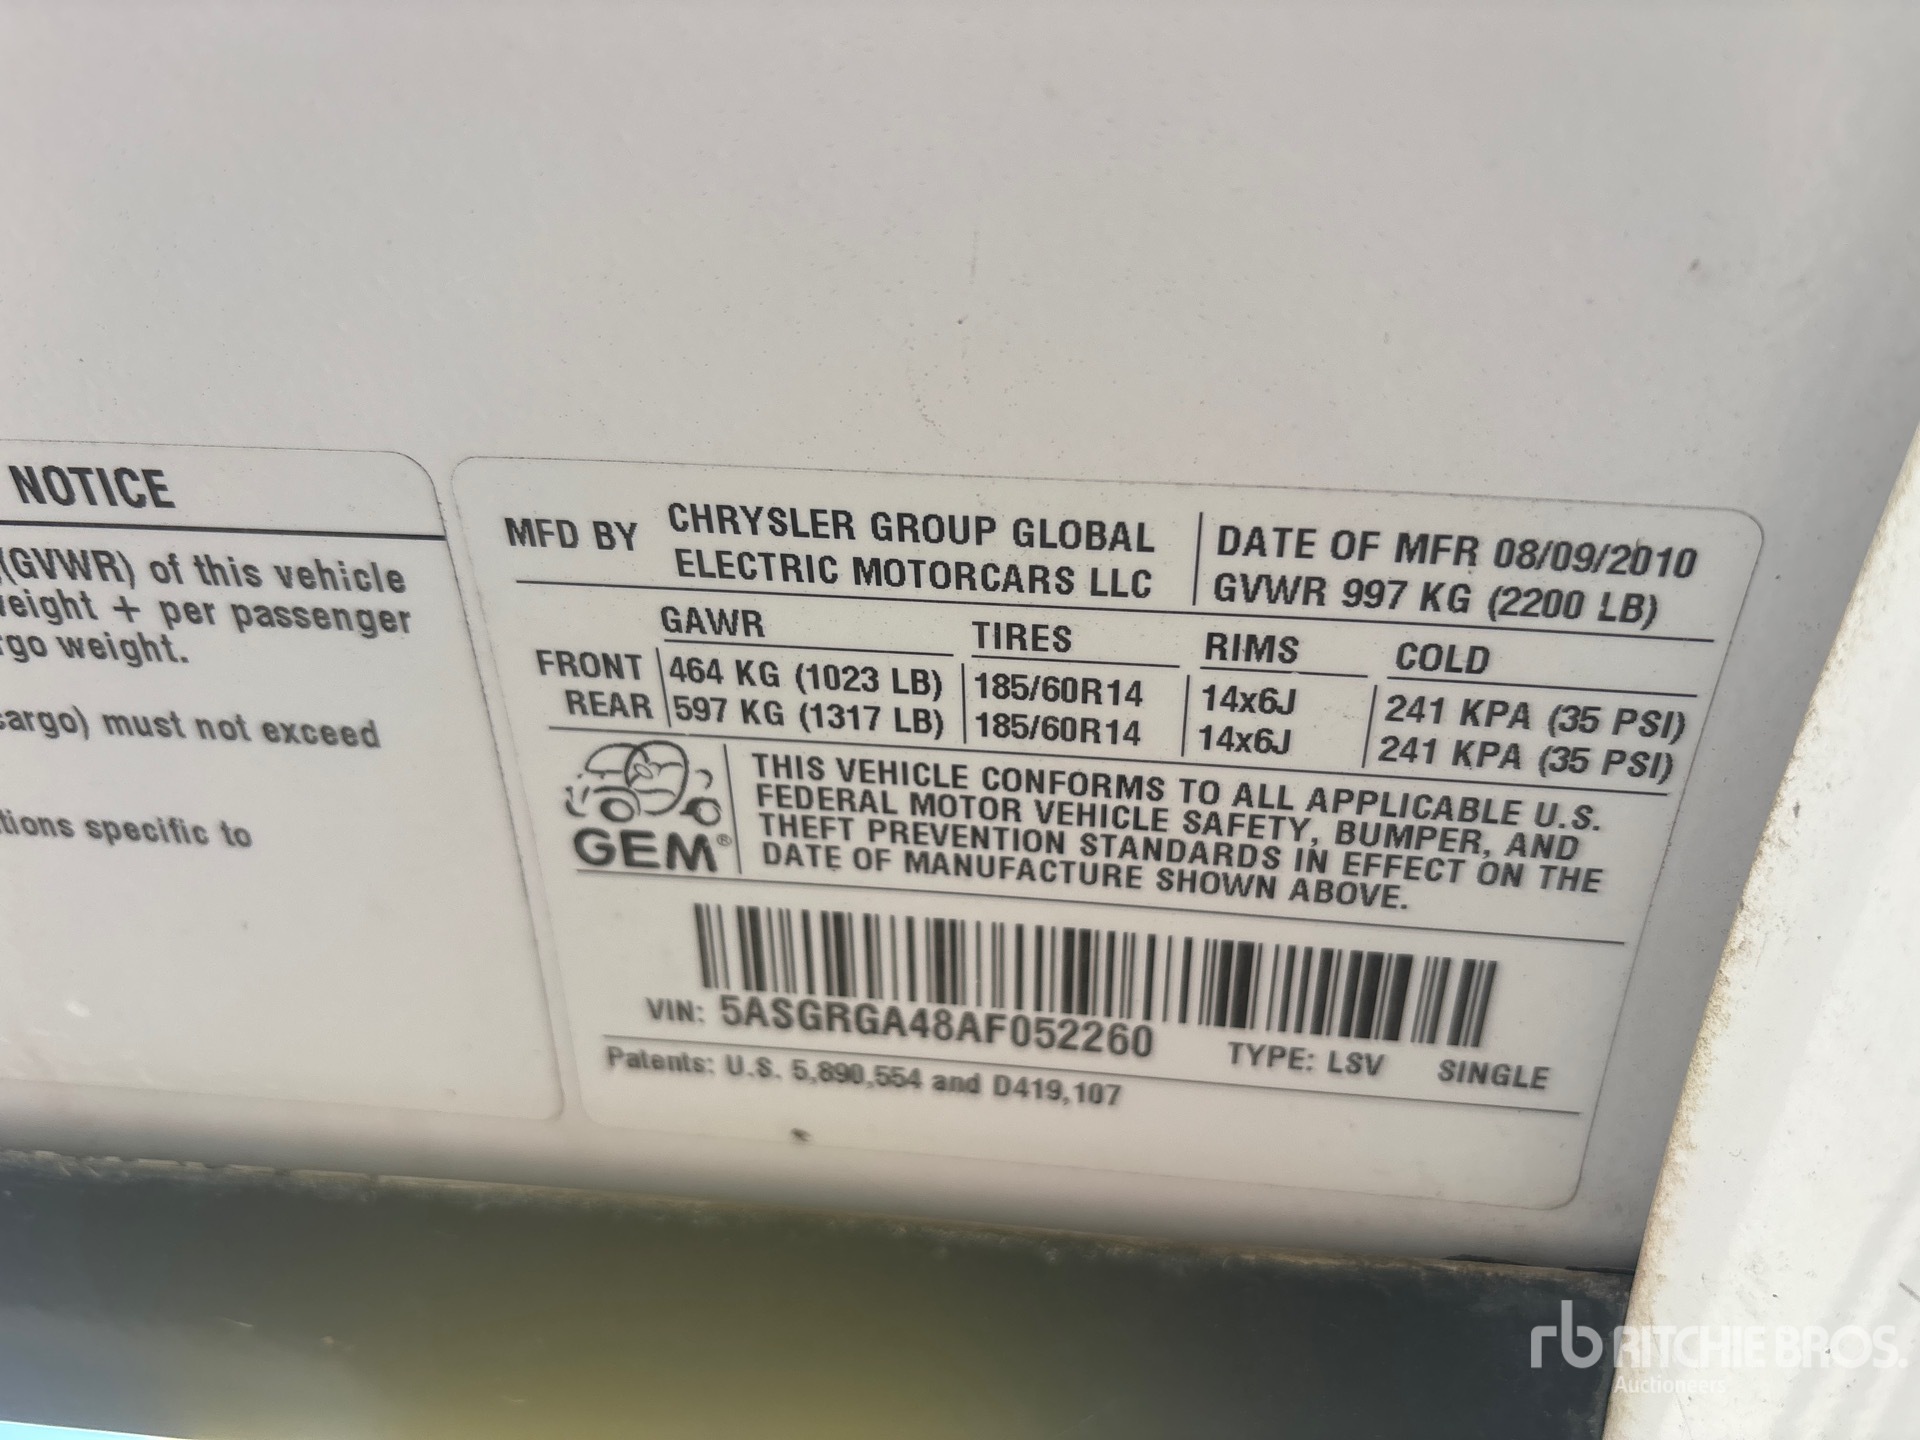 NOTICE
(GVWR) of this vehicle
weight + per passenger
weight.
must not exceed
specific to
MFD BY CHRYSLER GROUP GLOBAL
ELECTRIC MOTORCARS LLC
DATE OF MFR 08/09/2010
GVWR 997 KG (2200 LB)
GAWR TIRES RIMS COLD
FRONT 464 KG (1023 LB) 185/60R14 14x6J 241 KPA (35 PSI)
REAR 597 KG (1317 LB) 185/60R14 14x6J 241 KPA (35 PSI)
GEM®
THIS VEHICLE CONFORMS TO ALL APPLICABLE U.S.
FEDERAL MOTOR VEHICLE SAFETY, BUMPER, AND
THEFT PREVENTION STANDARDS IN EFFECT ON THE
DATE OF MANUFACTURE SHOWN ABOVE.
VIN: 5ASGRGA48AF052260 TYPE: LSV SINGLE
Patents: U.S. 5,890,554 and D419,107
rb RITCHIE BROS.
Auctioneers